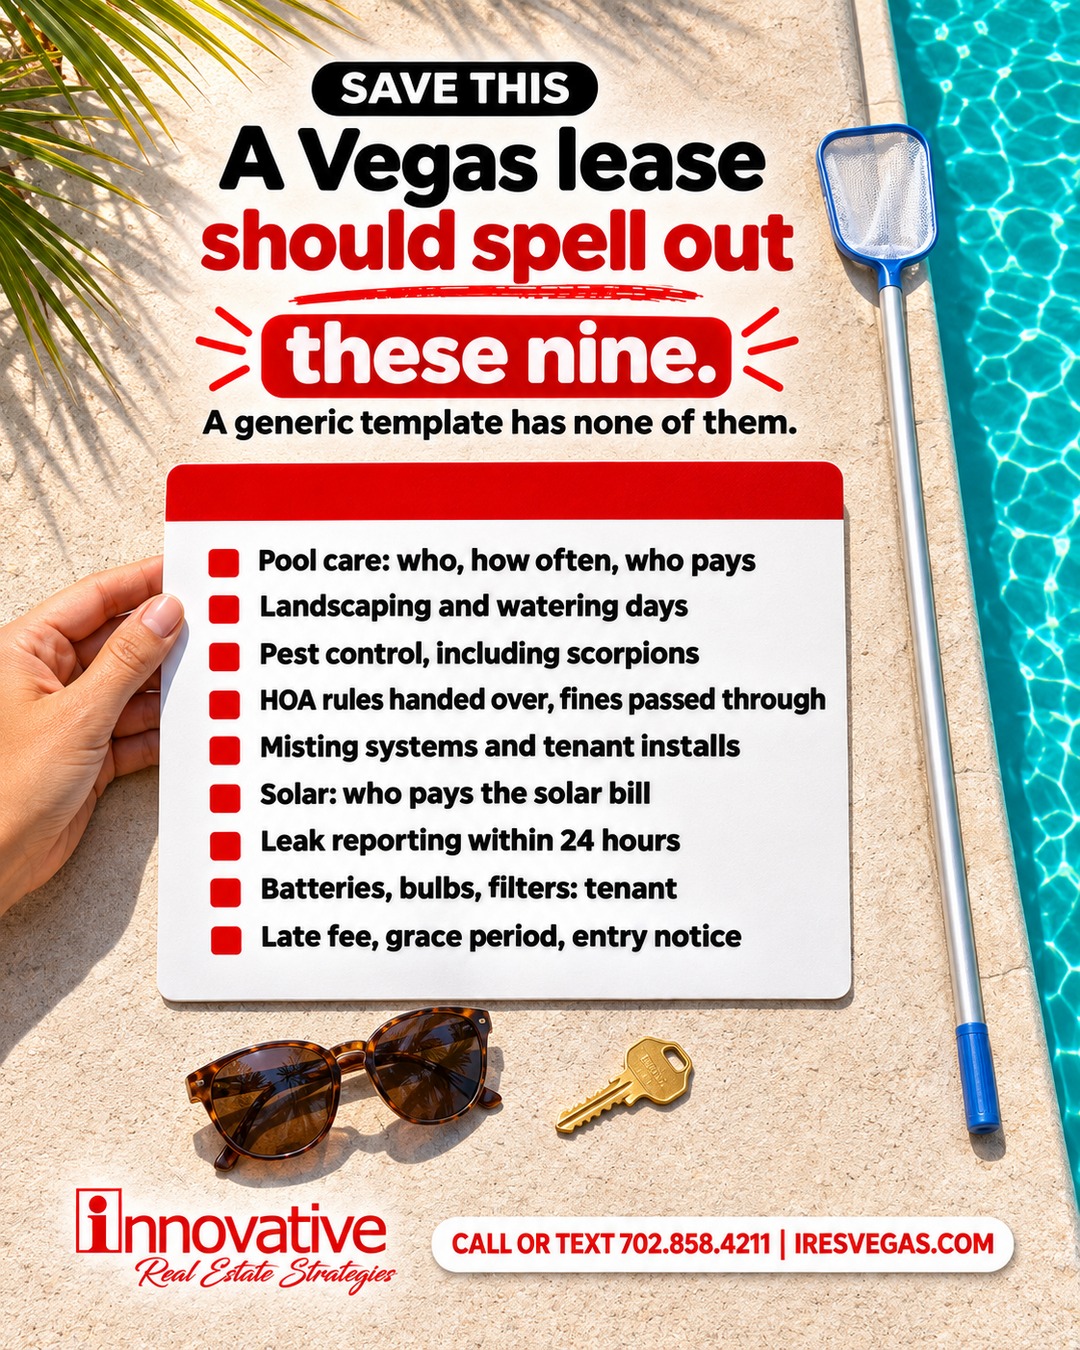 SAVE THIS
A Vegas lease
should spell out
these nine.
A generic template has none of them.
Pool care: who, how often, who pays
Landscaping and watering days
Pest control, including scorpions
HOA rules handed over, fines passed through
Misting systems and tenant installs
Solar: who pays the solar bill
Leak reporting within 24 hours
Batteries, bulbs, filters: tenant
Late fee, grace period, entry notice
innovative
Real Estate Strategies
CALL OR TEXT 702.858.4211 | IRESVEGAS.COM